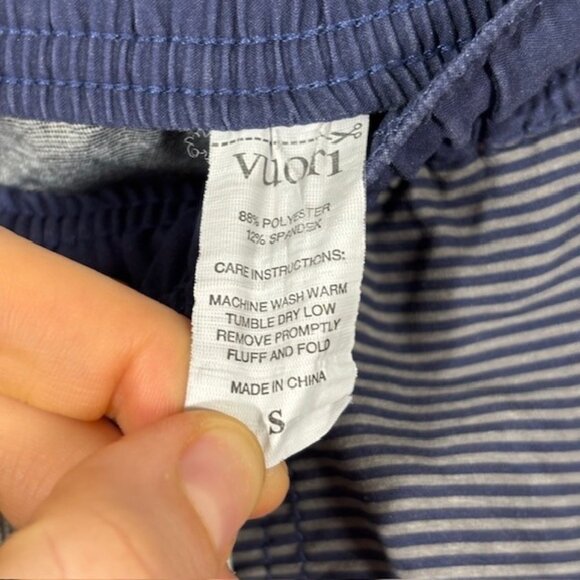 vuori
88% POLYESTER
12% SPANDEX
CARE INSTRUCTIONS:
MACHINE WASH WARM
TUMBLE DRY LOW
REMOVE PROMPTLY
FLUFF AND FOLD
MADE IN CHINA
S